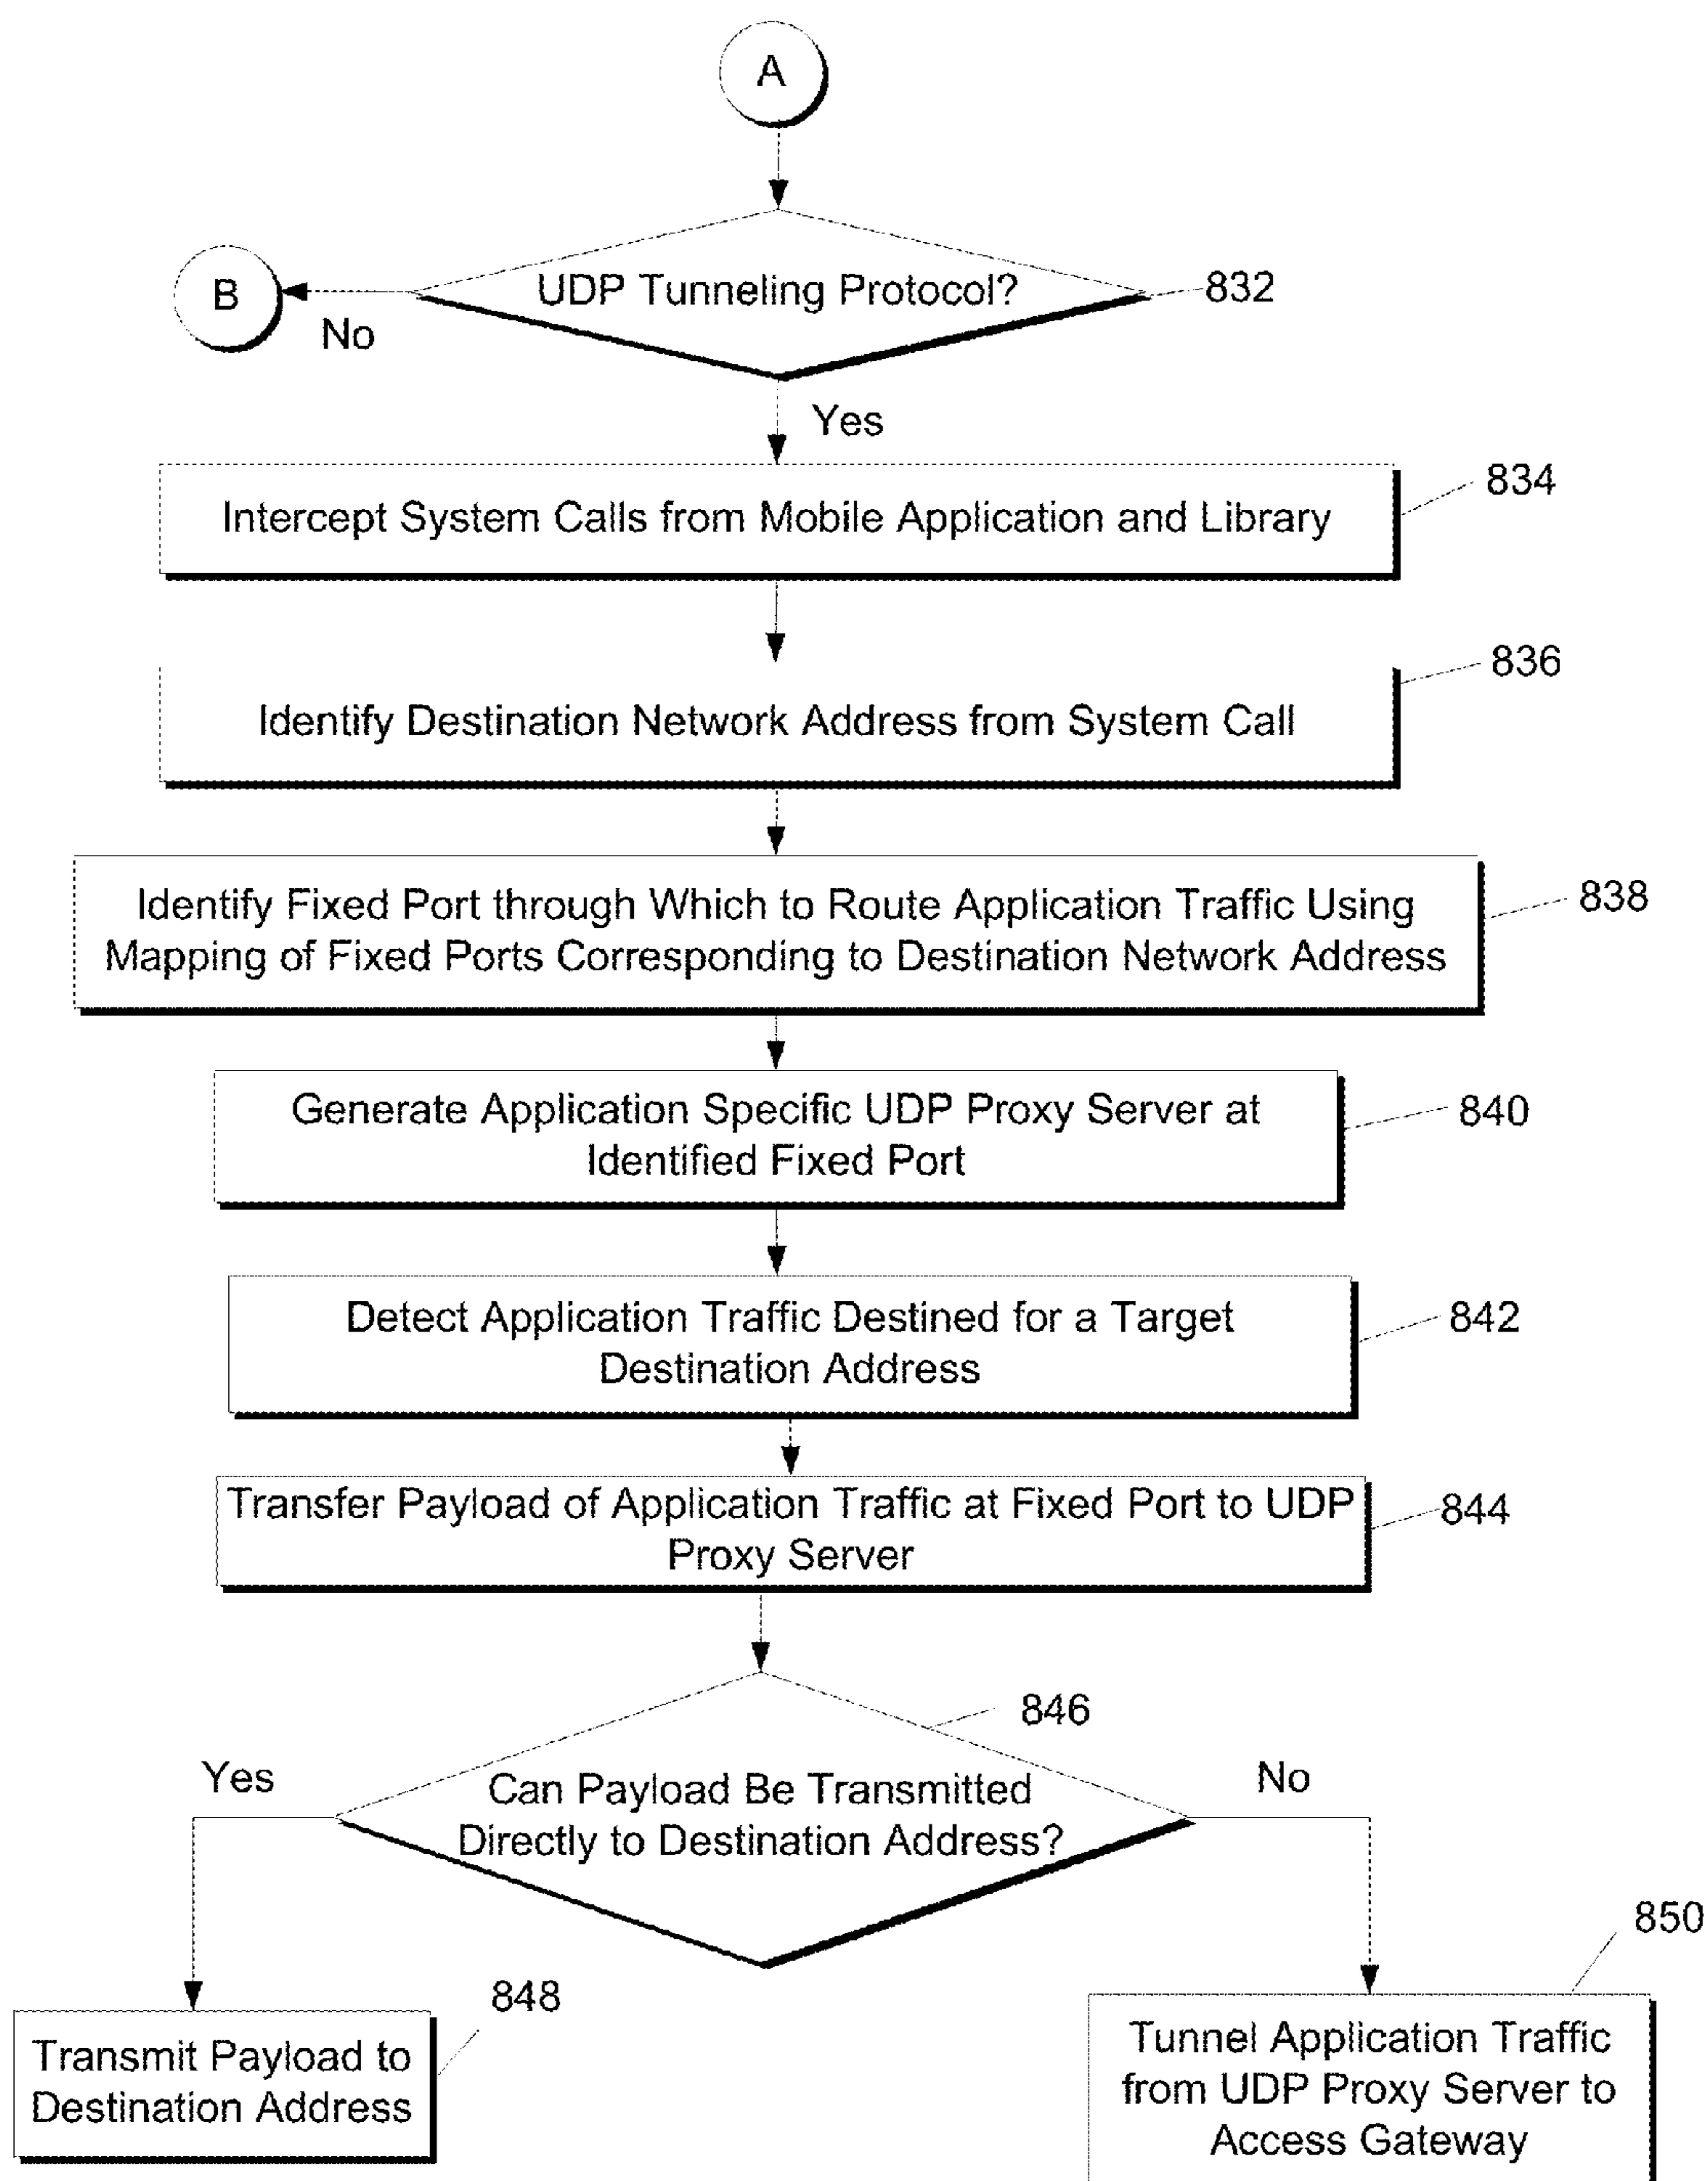 A
UDP Tunneling Protocol?
832
B
No
Yes
834
Intercept System Calls from Mobile Application and Library
836
Identify Destination Network Address from System Call
838
Identify Fixed Port through Which to Route Application Traffic Using
Mapping of Fixed Ports Corresponding to Destination Network Address
840
Generate Application Specific UDP Proxy Server at
Identified Fixed Port
842
Detect Application Traffic Destined for a Target
Destination Address
844
Transfer Payload of Application Traffic at Fixed Port to UDP
Proxy Server
846
Yes
No
Can Payload Be Transmitted
Directly to Destination Address?
848
850
Transmit Payload to
Destination Address
Tunnel Application Traffic
from UDP Proxy Server to
Access Gateway